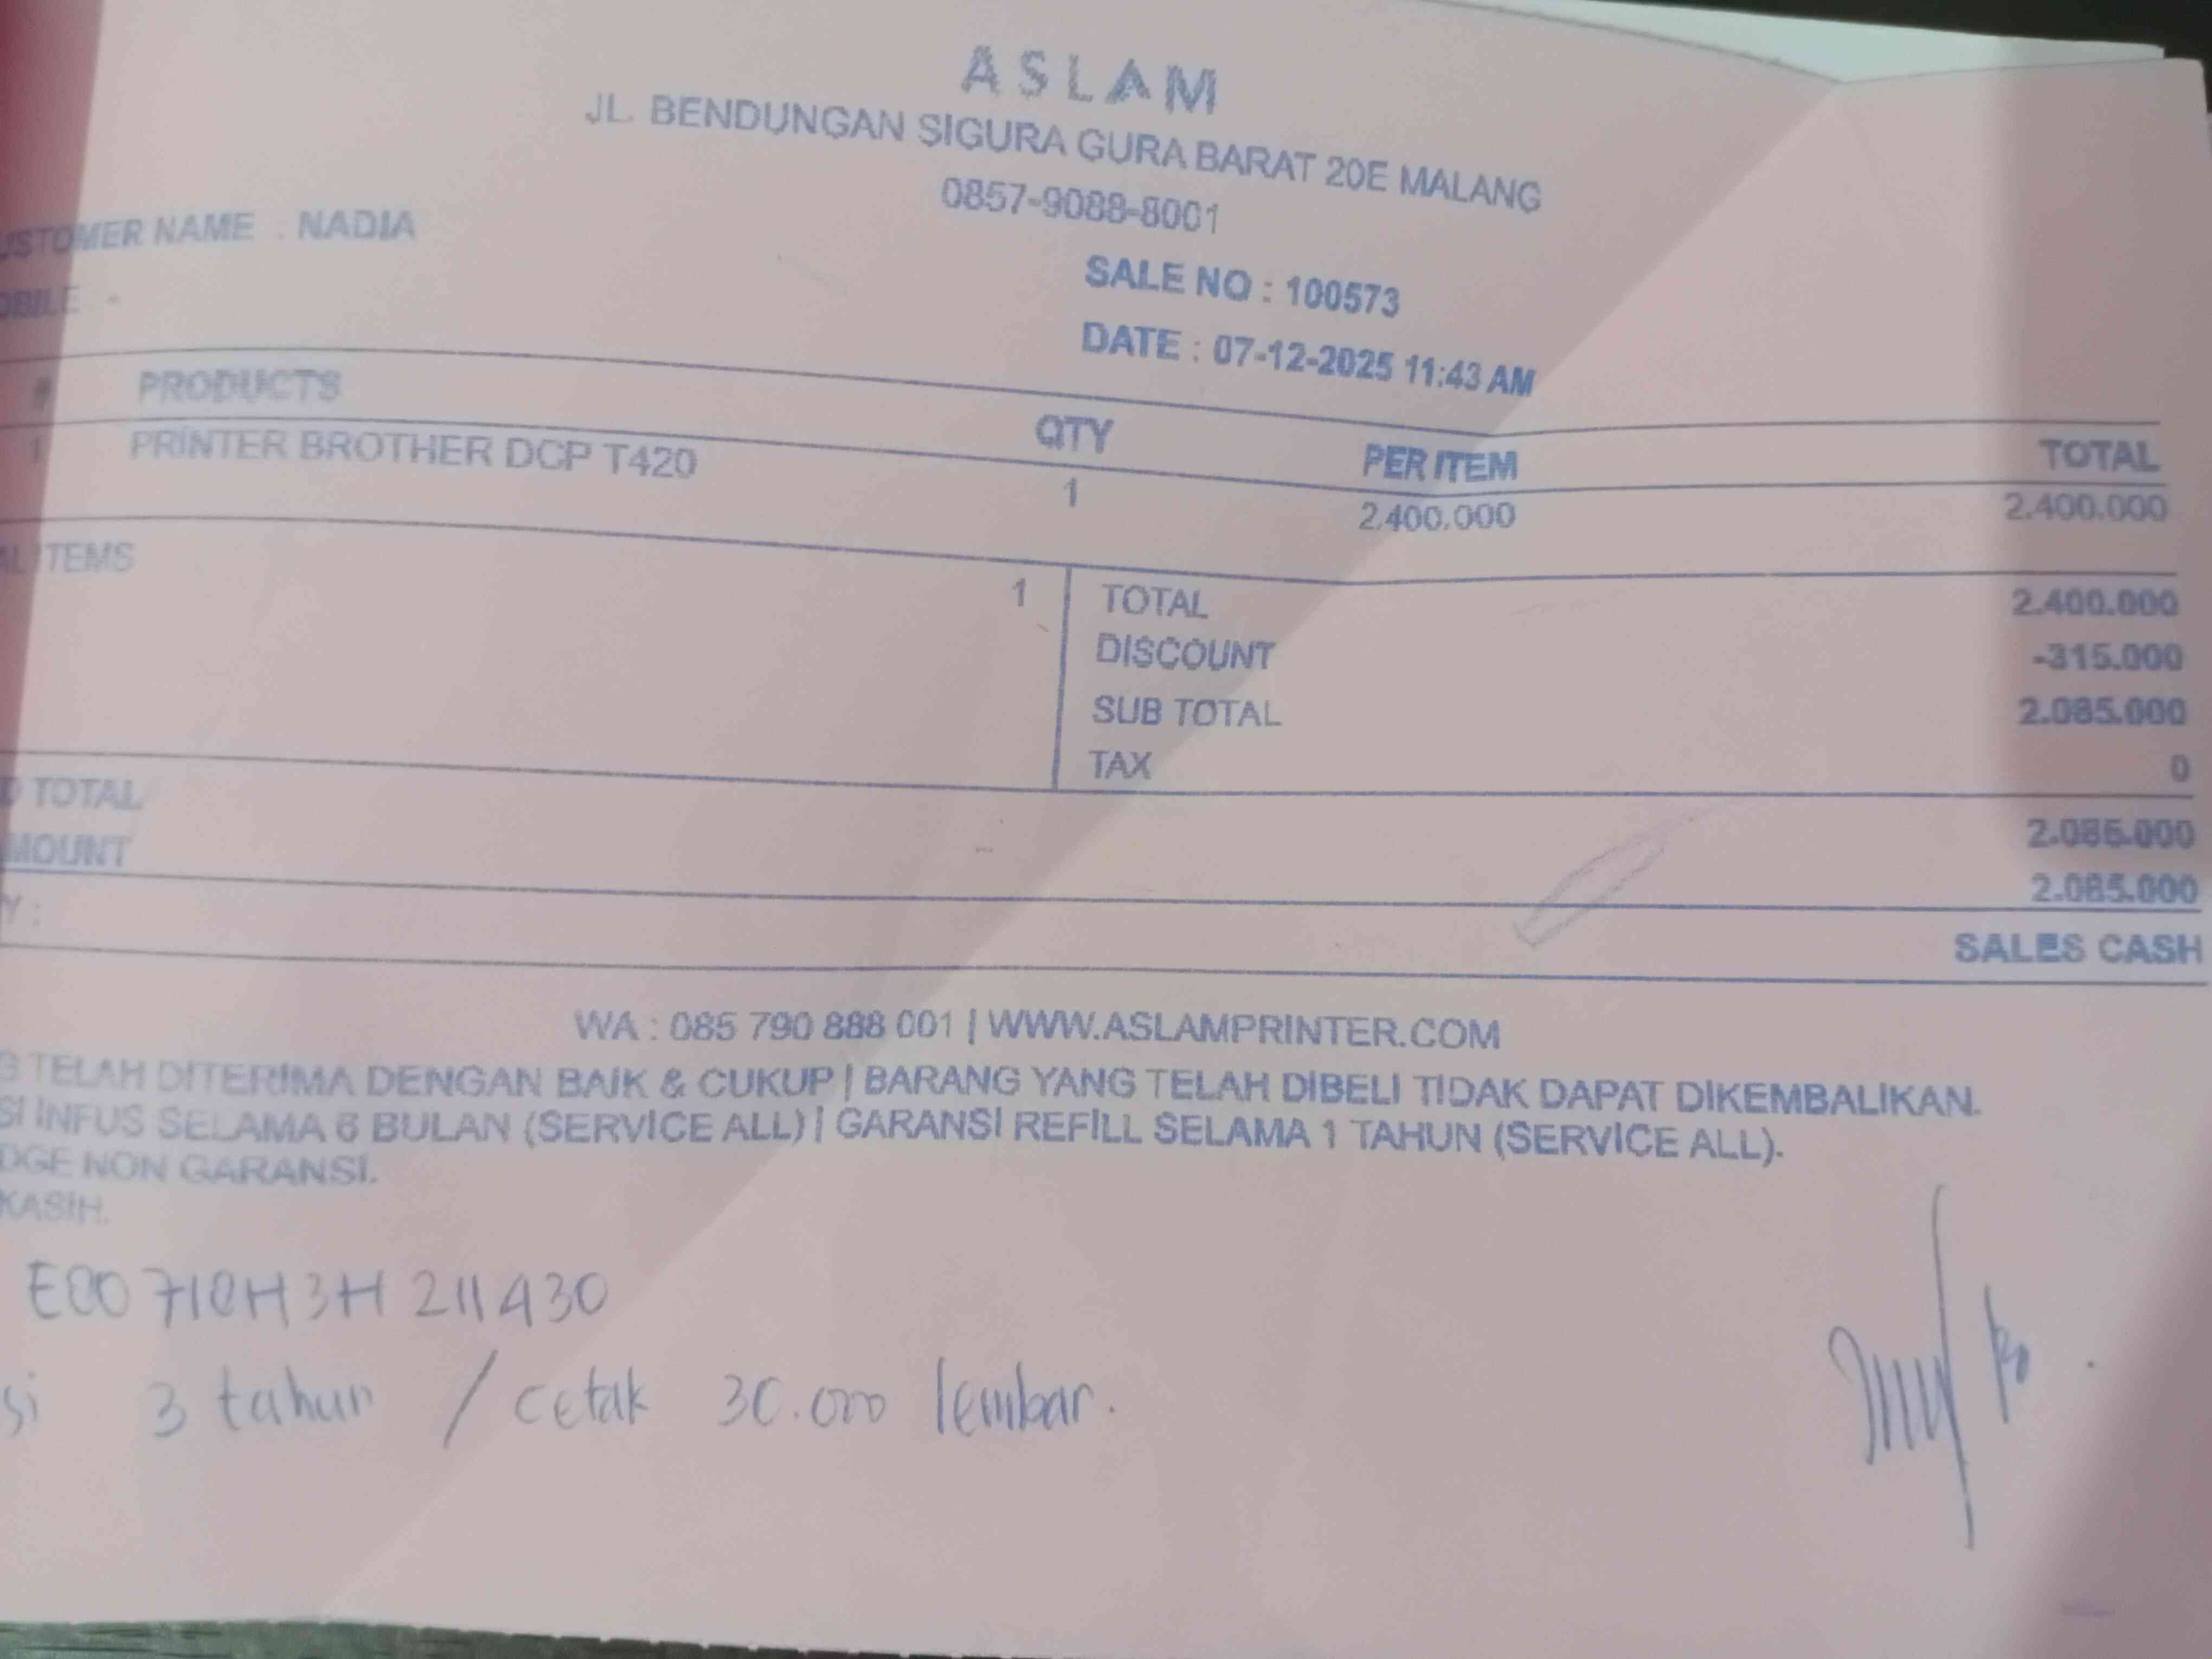 ASLAM
JL. BENDUNGAN SIGURA GURA BARAT 20E MALANG
0857-9088-8001
USTOMER NAME : NADIA
OBILE -
SALE NO : 100573
DATE : 07-12-2025 11:43 AM
# PRODUCTS QTY PER ITEM TOTAL
1 PRINTER BROTHER DCP T420 1 2.400.000 2.400.000
AL ITEMS 1 TOTAL 2.400.000
DISCOUNT -315.000
SUB TOTAL 2.085.000
TAX 0
D TOTAL 2.085.000
MOUNT 2.085.000
Y : SALES CASH
WA : 085 790 888 001 | WWW.ASLAMPRINTER.COM
G TELAH DITERIMA DENGAN BAIK & CUKUP | BARANG YANG TELAH DIBELI TIDAK DAPAT DIKEMBALIKAN.
SI INFUS SELAMA 6 BULAN (SERVICE ALL) | GARANSI REFILL SELAMA 1 TAHUN (SERVICE ALL).
DGE NON GARANSI.
KASIH.
si 3 tahun / cetak 30.000 lembar.